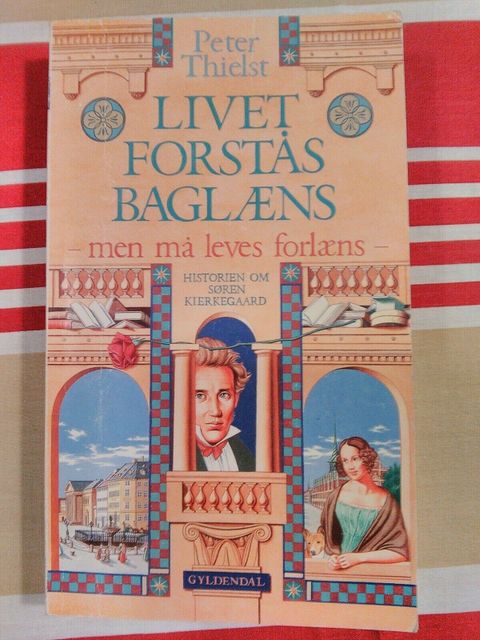 Peter
Thielst
LIVET
FORSTÅS
BAGLÆNS
– men må leves forlæns –
HISTORIEN OM
SØREN
KIERKEGAARD
GYLDENDAL